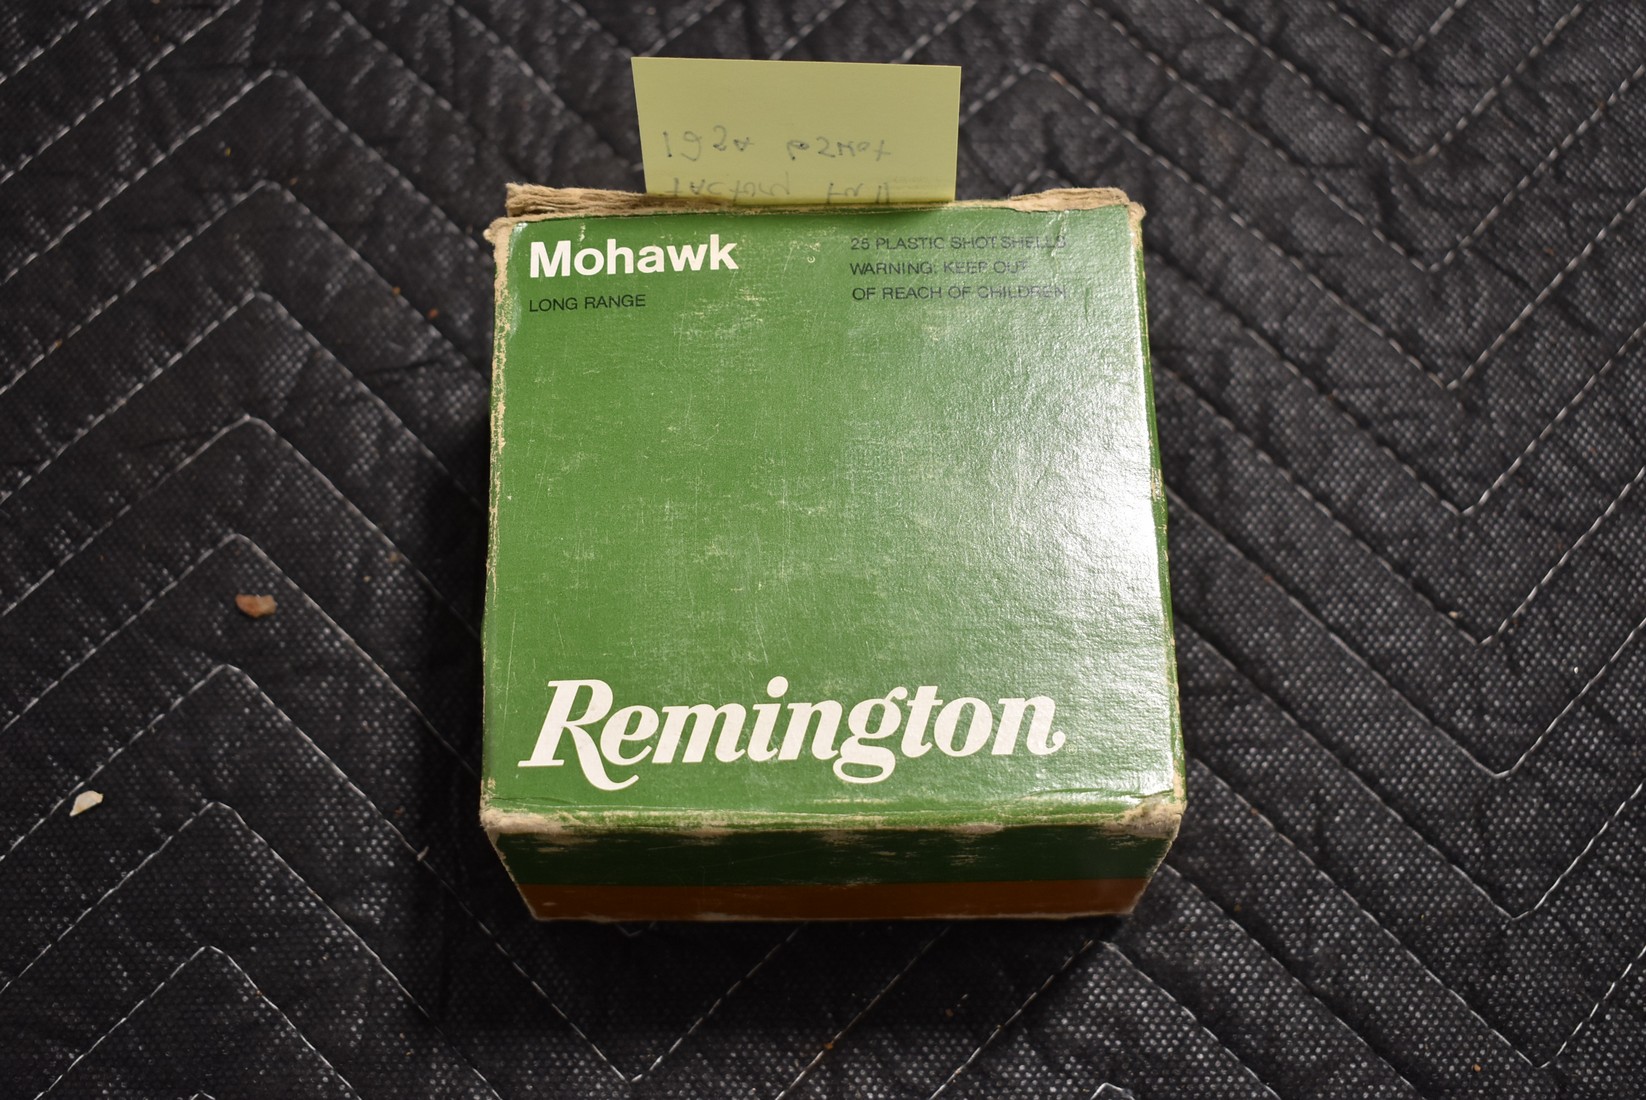 Mohawk
LONG RANGE
25 PLASTIC SHOT SHELLS
WARNING: KEEP OUT
OF REACH OF CHILDREN
Remington